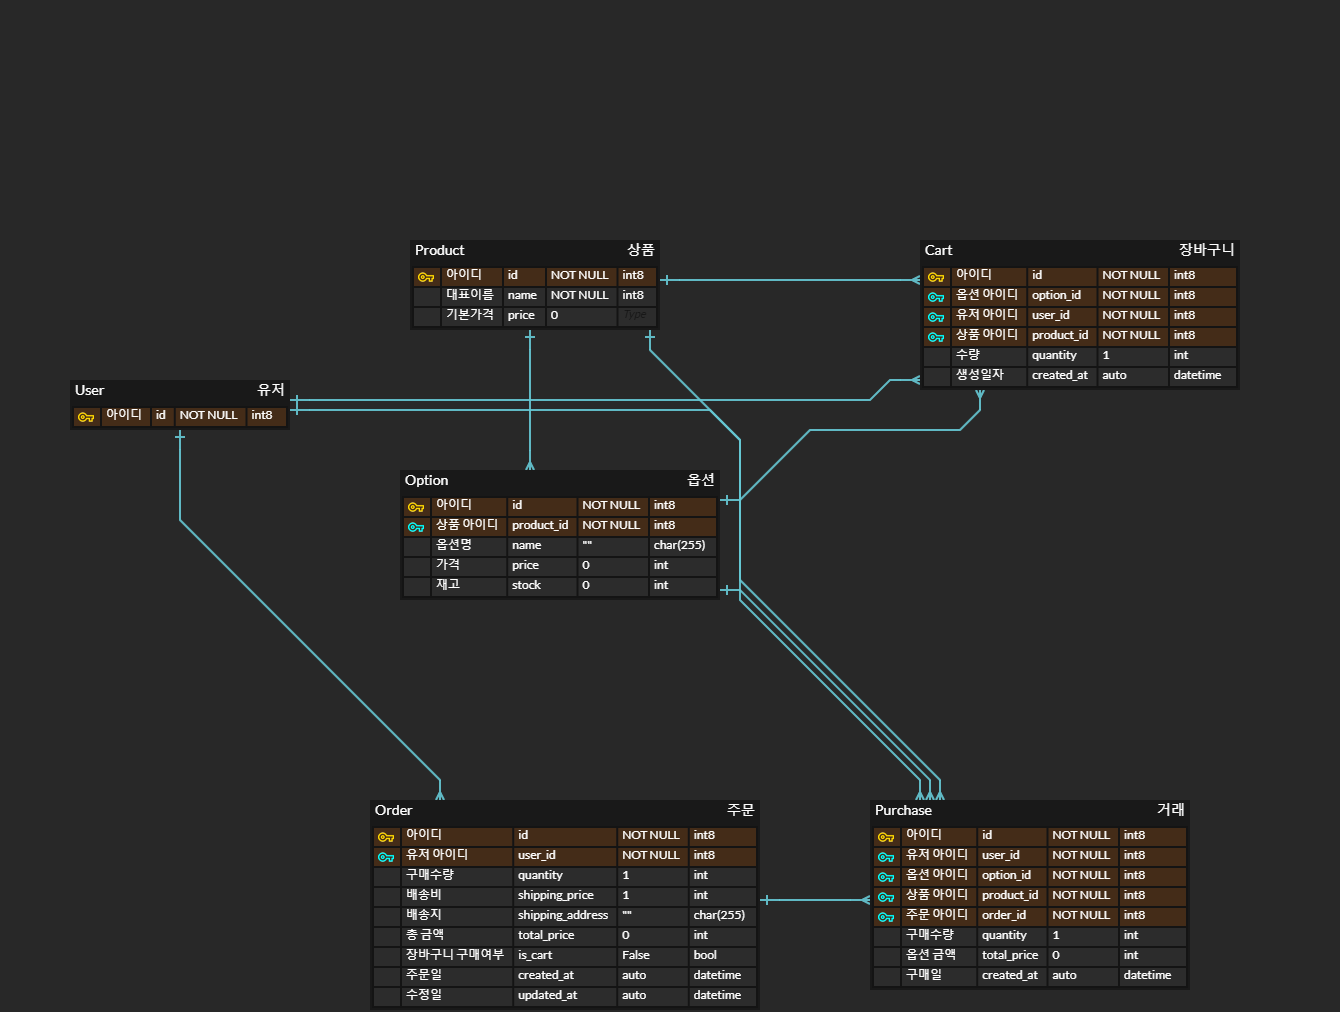 Product 상품
아이디 id NOT NULL int8
대표이름 name NOT NULL int8
기본가격 price 0 Type
Cart 장바구니
아이디 id NOT NULL int8
옵션 아이디 option_id NOT NULL int8
유저 아이디 user_id NOT NULL int8
상품 아이디 product_id NOT NULL int8
수량 quantity 1 int
생성일자 created_at auto datetime
User 유저
아이디 id NOT NULL int8
Option 옵션
아이디 id NOT NULL int8
상품 아이디 product_id NOT NULL int8
옵션명 name "" char(255)
가격 price 0 int
재고 stock 0 int
Order 주문
아이디 id NOT NULL int8
유저 아이디 user_id NOT NULL int8
구매수량 quantity 1 int
배송비 shipping_price 1 int
배송지 shipping_address "" char(255)
총 금액 total_price 0 int
장바구니 구매여부 is_cart False bool
주문일 created_at auto datetime
수정일 updated_at auto datetime
Purchase 거래
아이디 id NOT NULL int8
유저 아이디 user_id NOT NULL int8
옵션 아이디 option_id NOT NULL int8
상품 아이디 product_id NOT NULL int8
주문 아이디 order_id NOT NULL int8
구매수량 quantity 1 int
옵션 금액 total_price 0 int
구매일 created_at auto datetime